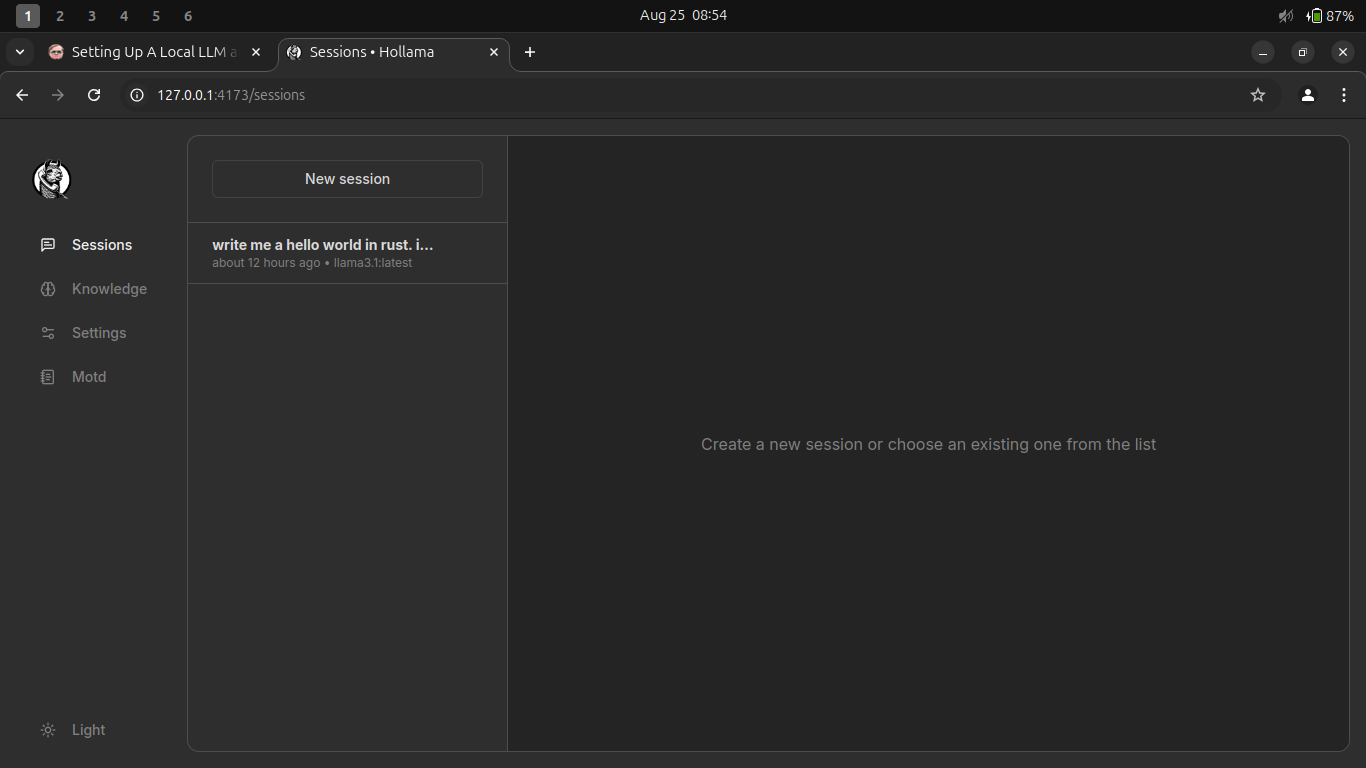 1 2 3 4 5 6
Aug 25 08:54
87%
Setting Up A Local LLM a
Sessions • Hollama
127.0.0.1:4173/sessions
Sessions
Knowledge
Settings
Motd
Light
New session
write me a hello world in rust. i...
about 12 hours ago • llama3.1:latest
Create a new session or choose an existing one from the list